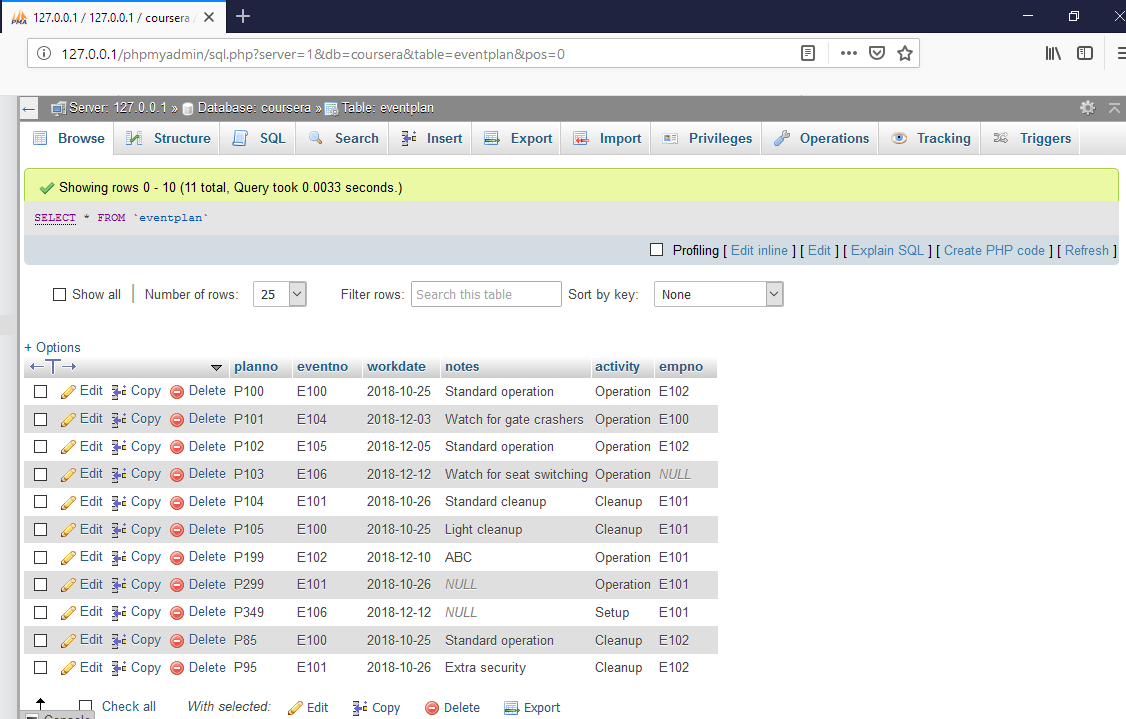 127.0.0.1 / 127.0.0.1 / coursera
127.0.0.1/phpmyadmin/sql.php?server=1&db=coursera&table=eventplan&pos=0
Server: 127.0.0.1 » Database: coursera » Table: eventplan
Browse Structure SQL Search Insert Export Import Privileges Operations Tracking Triggers
Showing rows 0 - 10 (11 total, Query took 0.0033 seconds.)
SELECT * FROM `eventplan`
Profiling [ Edit inline ] [ Edit ] [ Explain SQL ] [ Create PHP code ] [ Refresh ]
Show all Number of rows: 25 Filter rows: Search this table Sort by key: None
+ Options
←T→ planno eventno workdate notes activity empno
Edit Copy Delete P100 E100 2018-10-25 Standard operation Operation E102
Edit Copy Delete P101 E104 2018-12-03 Watch for gate crashers Operation E100
Edit Copy Delete P102 E105 2018-12-05 Standard operation Operation E102
Edit Copy Delete P103 E106 2018-12-12 Watch for seat switching Operation NULL
Edit Copy Delete P104 E101 2018-10-26 Standard cleanup Cleanup E101
Edit Copy Delete P105 E100 2018-10-25 Light cleanup Cleanup E101
Edit Copy Delete P199 E102 2018-12-10 ABC Operation E101
Edit Copy Delete P299 E101 2018-10-26 NULL Operation E101
Edit Copy Delete P349 E106 2018-12-12 NULL Setup E101
Edit Copy Delete P85 E100 2018-10-25 Standard operation Cleanup E102
Edit Copy Delete P95 E101 2018-10-26 Extra security Cleanup E102
Check all With selected: Edit Copy Delete Export
Console